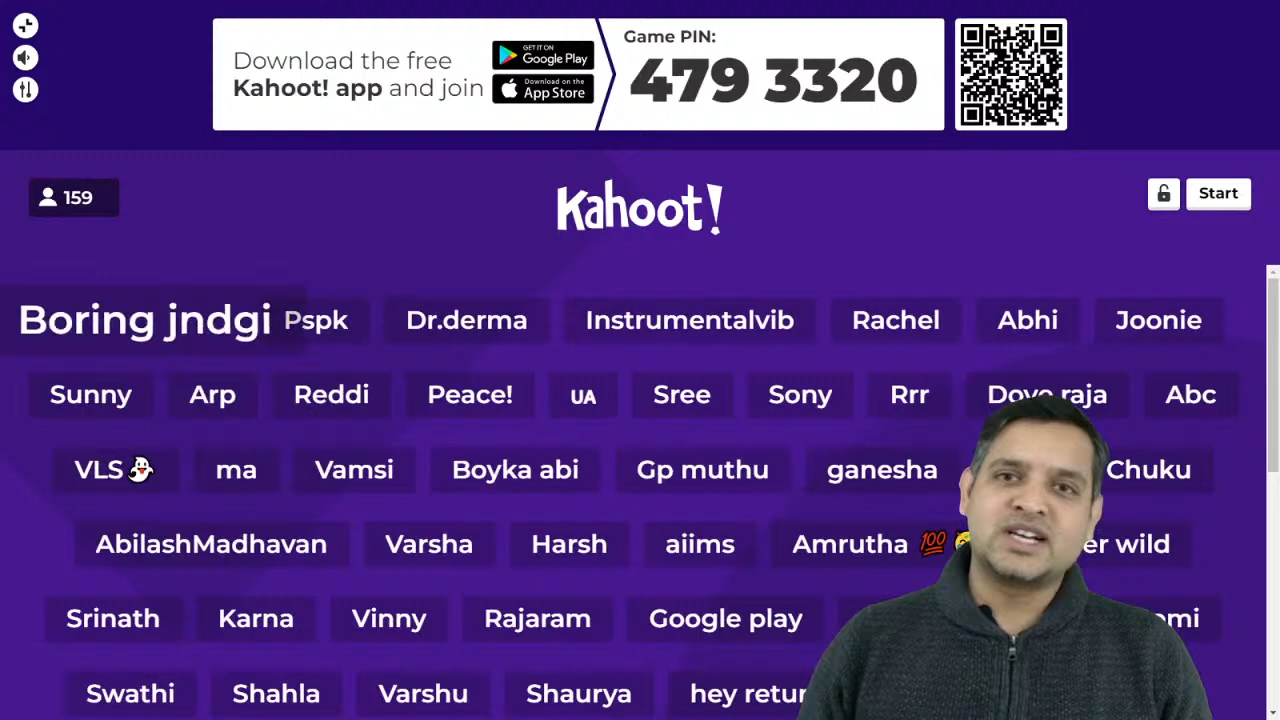 Download the free
Kahoot! app and join
GET IT ON
Google Play
Download on the
App Store
Game PIN:
479 3320
159
Kahoot!
Start
Boring jndgi Pspk Dr.derma Instrumentalvib Rachel Abhi Joonie
Sunny Arp Reddi Peace! UA Sree Sony Rrr raja Abc
VLS👻 ma Vamsi Boyka abi Gp muthu ganesha Chuku
AbilashMadhavan Varsha Harsh aiims Amrutha 💯 wild
Srinath Karna Vinny Rajaram Google play
Swathi Shahla Varshu Shaurya hey